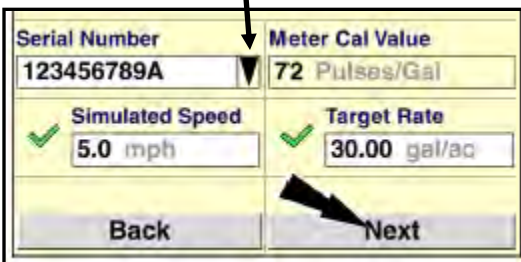 Serial Number Meter Cal Value
123456789A 72 Pulses/Gal
Simulated Speed Target Rate
5.0 mph 30.00 gal/ac
Back Next